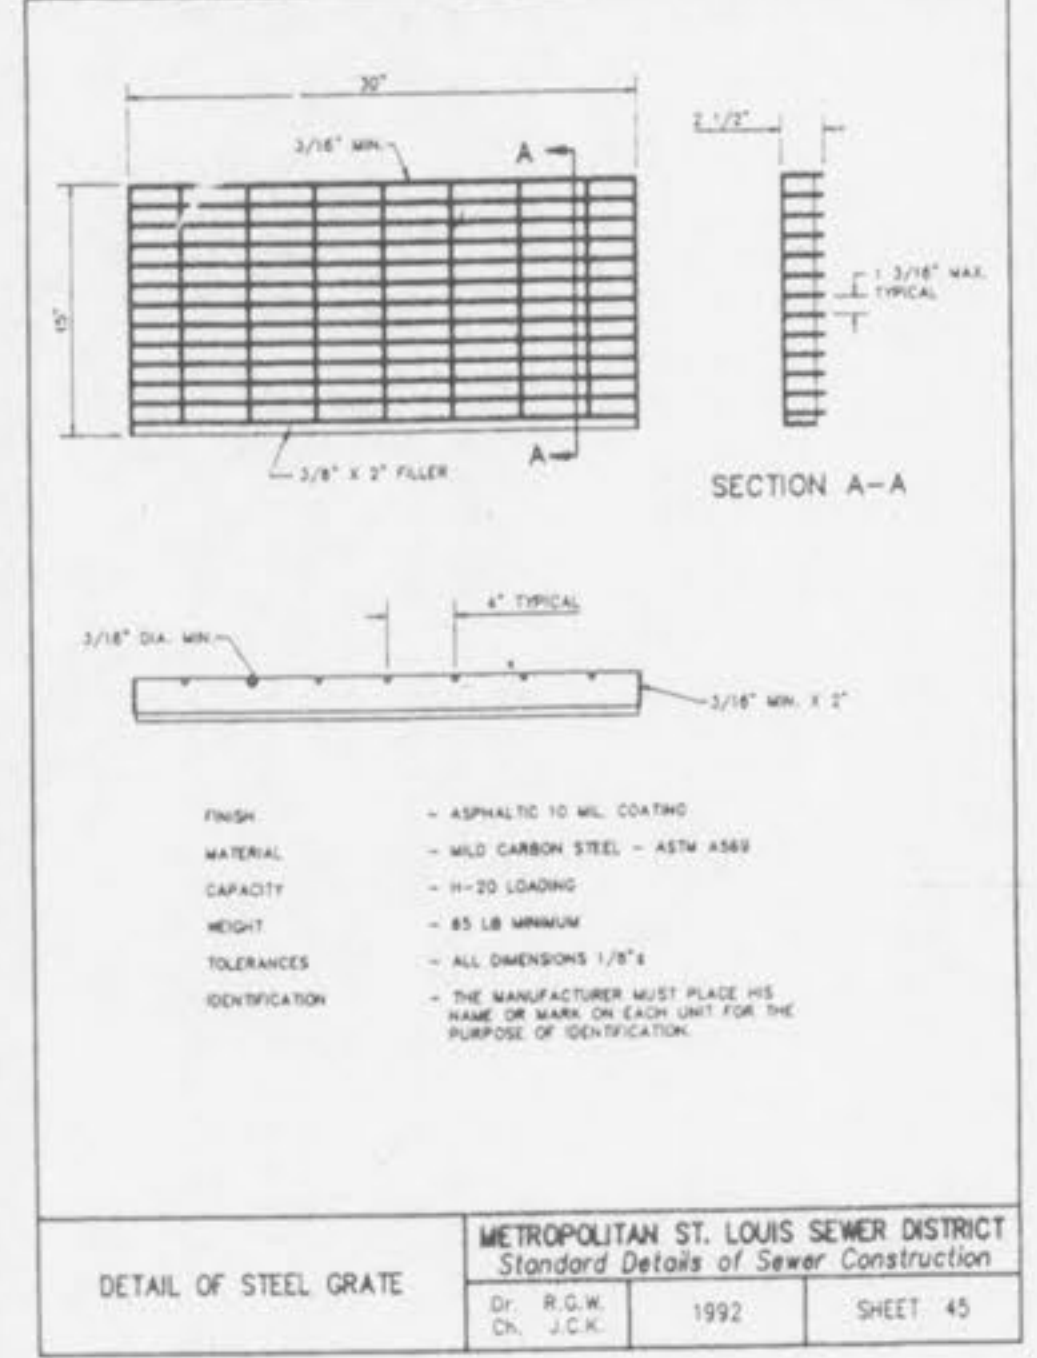 30"
2 1/2"
3/16" MIN.
A
1 3/16" MAX.
TYPICAL
15"
A
3/8" X 2" FILLER
SECTION A-A
4" TYPICAL
3/16" DIA. MIN.
3/16" MIN. X 2"
FINISH - ASPHALTIC 10 MIL. COATING
MATERIAL - MILD CARBON STEEL - ASTM A569
CAPACITY - H-20 LOADING
WEIGHT - LB MINIMUM
TOLERANCES - ALL DIMENSIONS 1/8"±
IDENTIFICATION - THE MANUFACTURER MUST PLACE HIS
NAME OR MARK ON EACH UNIT FOR THE
PURPOSE OF IDENTIFICATION.
DETAIL OF STEEL GRATE
METROPOLITAN ST. LOUIS SEWER DISTRICT
Standard Details of Sewer Construction
Dr. R.G.W.
Ch. J.C.K.
1992
SHEET 45